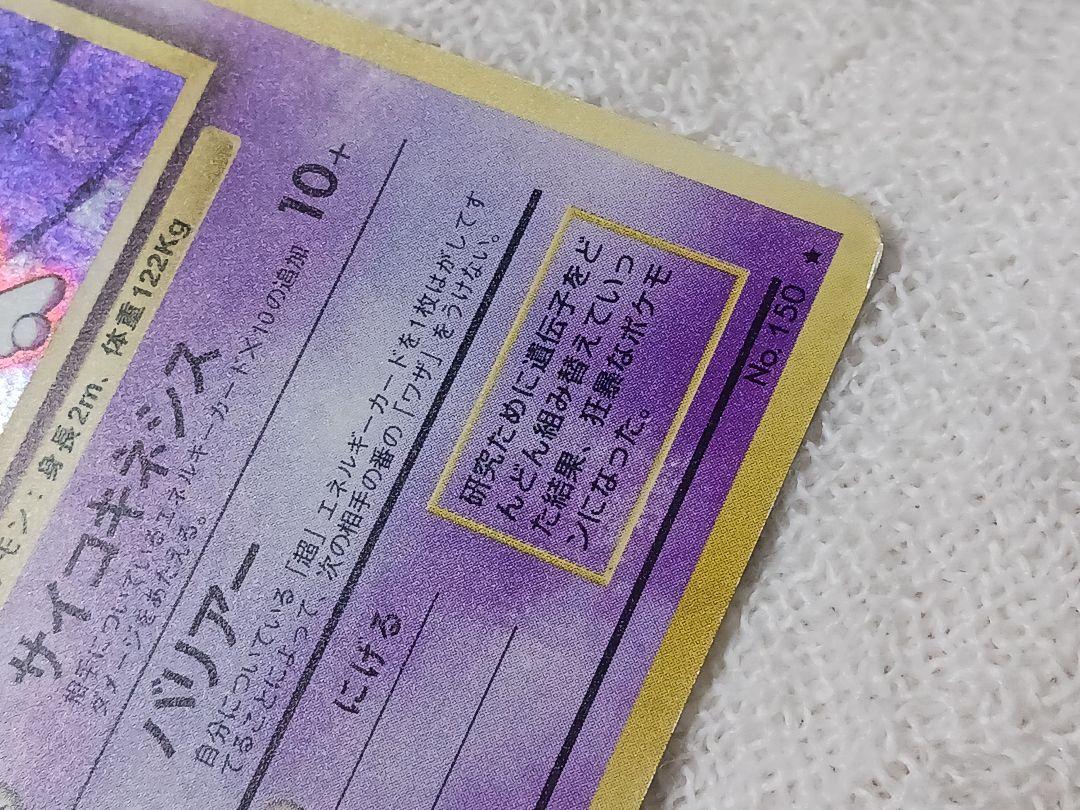 モン：身長2m、体重122Kg
サイコキネシス 10+
相手についているエネルギーカード×10の追加
ダメージをあたえる。
バリアー
自分についている「超」エネルギーカードを1枚はがしてす
てることによって、次の相手の番の「ワザ」をうけない。
にげる
研究ために遺伝子をど
んどん組み替えていっ
た結果、狂暴なポケモ
ンになった。
No. 150 ★